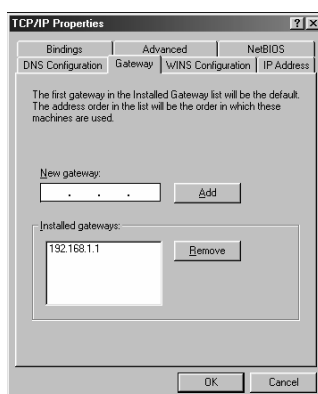 TCP/IP Properties
Bindings Advanced NetBIOS
DNS Configuration Gateway WINS Configuration IP Address
The first gateway in the Installed Gateway list will be the default.
The address order in the list will be the order in which these
machines are used.
New gateway:
. . .
Add
Installed gateways:
192.168.1.1
Remove
OK Cancel